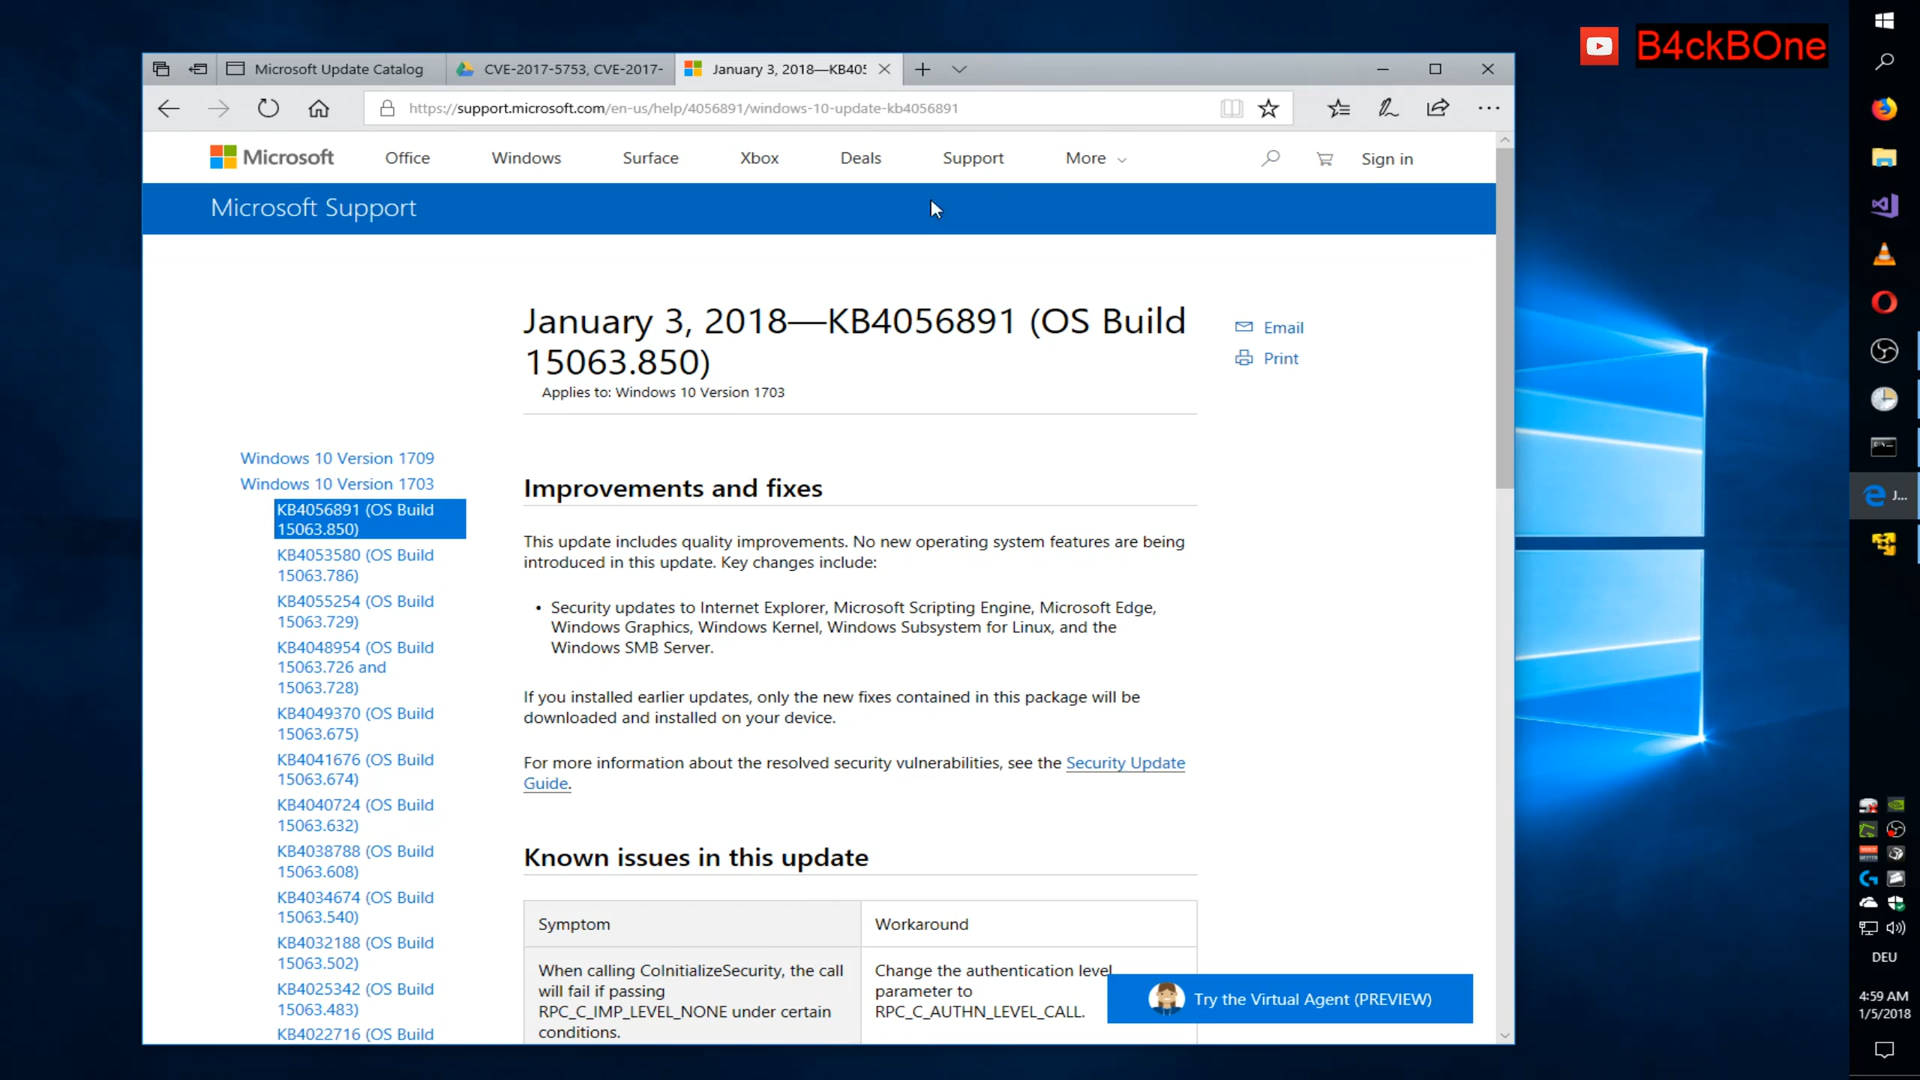 B4ckBOne
Microsoft Update Catalog
CVE-2017-5753, CVE-2017-
January 3, 2018—KB405
https://support.microsoft.com/en-us/help/4056891/windows-10-update-kb4056891
Microsoft
Office
Windows
Surface
Xbox
Deals
Support
More
Sign in
Microsoft Support
January 3, 2018—KB4056891 (OS Build
15063.850)
Applies to: Windows 10 Version 1703
Email
Print
Windows 10 Version 1709
Windows 10 Version 1703
KB4056891 (OS Build
15063.850)
KB4053580 (OS Build
15063.786)
KB4055254 (OS Build
15063.729)
KB4048954 (OS Build
15063.726 and
15063.728)
KB4049370 (OS Build
15063.675)
KB4041676 (OS Build
15063.674)
KB4040724 (OS Build
15063.632)
KB4038788 (OS Build
15063.608)
KB4034674 (OS Build
15063.540)
KB4032188 (OS Build
15063.502)
KB4025342 (OS Build
15063.483)
KB4022716 (OS Build
Improvements and fixes
This update includes quality improvements. No new operating system features are being
introduced in this update. Key changes include:
• Security updates to Internet Explorer, Microsoft Scripting Engine, Microsoft Edge,
Windows Graphics, Windows Kernel, Windows Subsystem for Linux, and the
Windows SMB Server.
If you installed earlier updates, only the new fixes contained in this package will be
downloaded and installed on your device.
For more information about the resolved security vulnerabilities, see the Security Update
Guide.
Known issues in this update
Symptom
Workaround
When calling CoInitializeSecurity, the call
will fail if passing
RPC_C_IMP_LEVEL_NONE under certain
conditions.
Change the authentication level
parameter to
RPC_C_AUTHN_LEVEL_CALL.
Try the Virtual Agent (PREVIEW)
J...
DEU
4:59 AM
1/5/2018